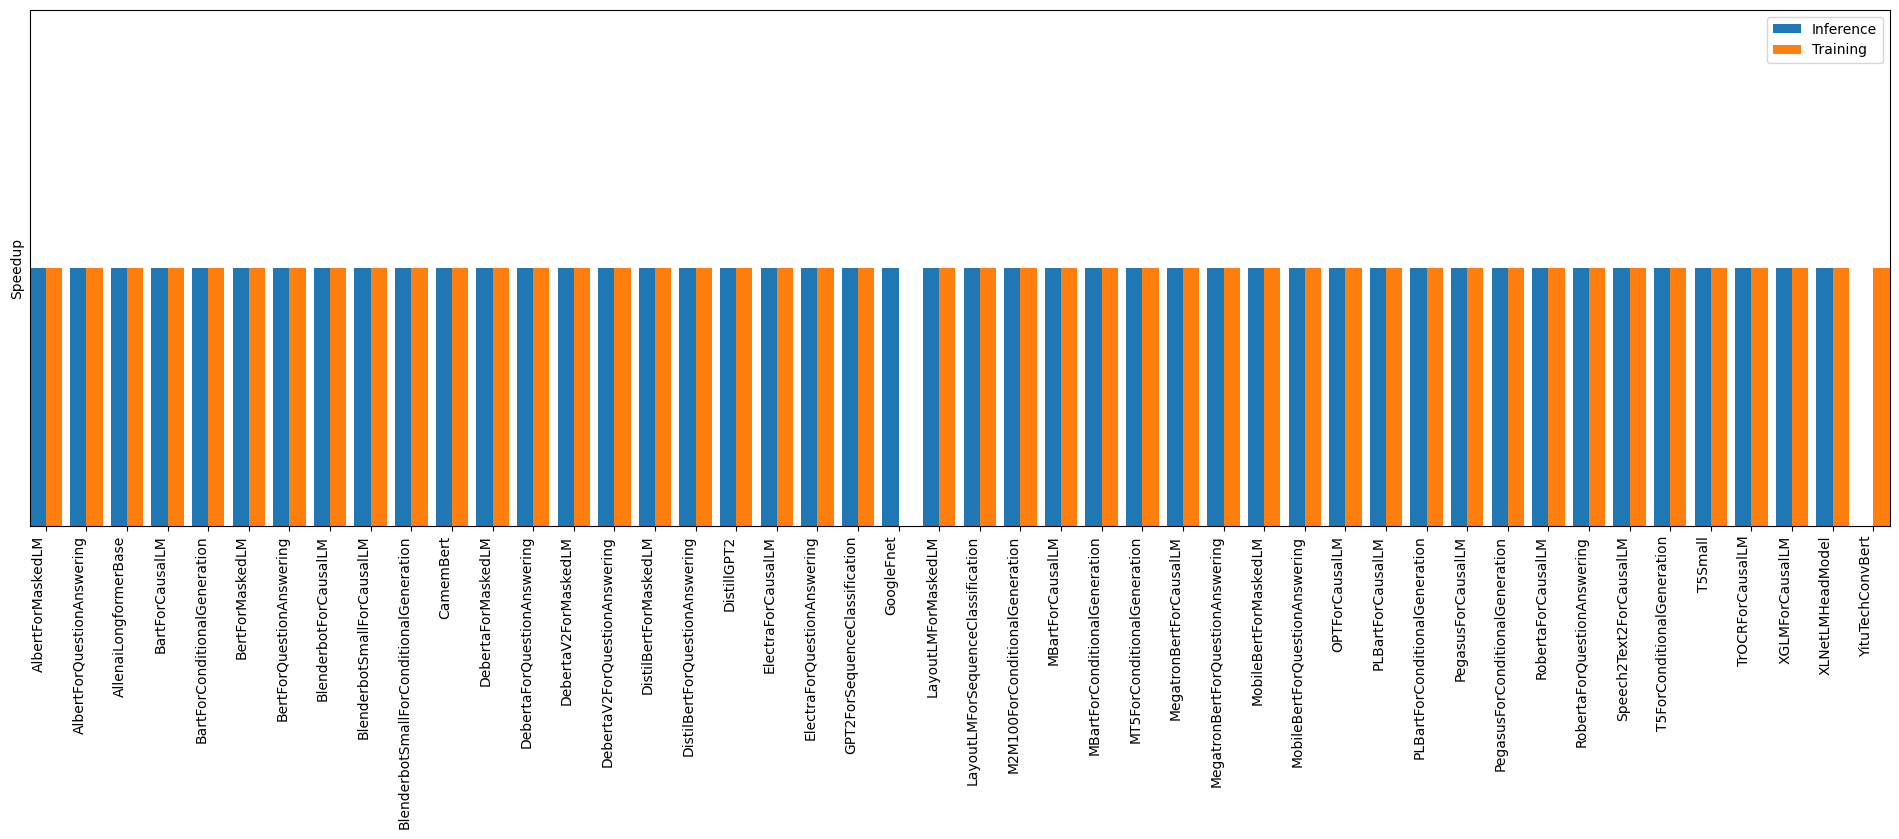 Inference
Training
Speedup
AlbertForMaskedLM
AlbertForQuestionAnswering
AllenaiLongformerBase
BartForCausalLM
BartForConditionalGeneration
BertForMaskedLM
BertForQuestionAnswering
BlenderbotForCausalLM
BlenderbotSmallForCausalLM
BlenderbotSmallForConditionalGeneration
CamemBert
DebertaForMaskedLM
DebertaForQuestionAnswering
DebertaV2ForMaskedLM
DebertaV2ForQuestionAnswering
DistilBertForMaskedLM
DistilBertForQuestionAnswering
DistillGPT2
ElectraForCausalLM
ElectraForQuestionAnswering
GPT2ForSequenceClassification
GoogleFnet
LayoutLMForMaskedLM
LayoutLMForSequenceClassification
M2M100ForConditionalGeneration
MBartForCausalLM
MBartForConditionalGeneration
MT5ForConditionalGeneration
MegatronBertForCausalLM
MegatronBertForQuestionAnswering
MobileBertForMaskedLM
MobileBertForQuestionAnswering
OPTForCausalLM
PLBartForCausalLM
PLBartForConditionalGeneration
PegasusForCausalLM
PegasusForConditionalGeneration
RobertaForCausalLM
RobertaForQuestionAnswering
Speech2Text2ForCausalLM
T5ForConditionalGeneration
T5Small
TrOCRForCausalLM
XGLMForCausalLM
XLNetLMHeadModel
YituTechConvBert